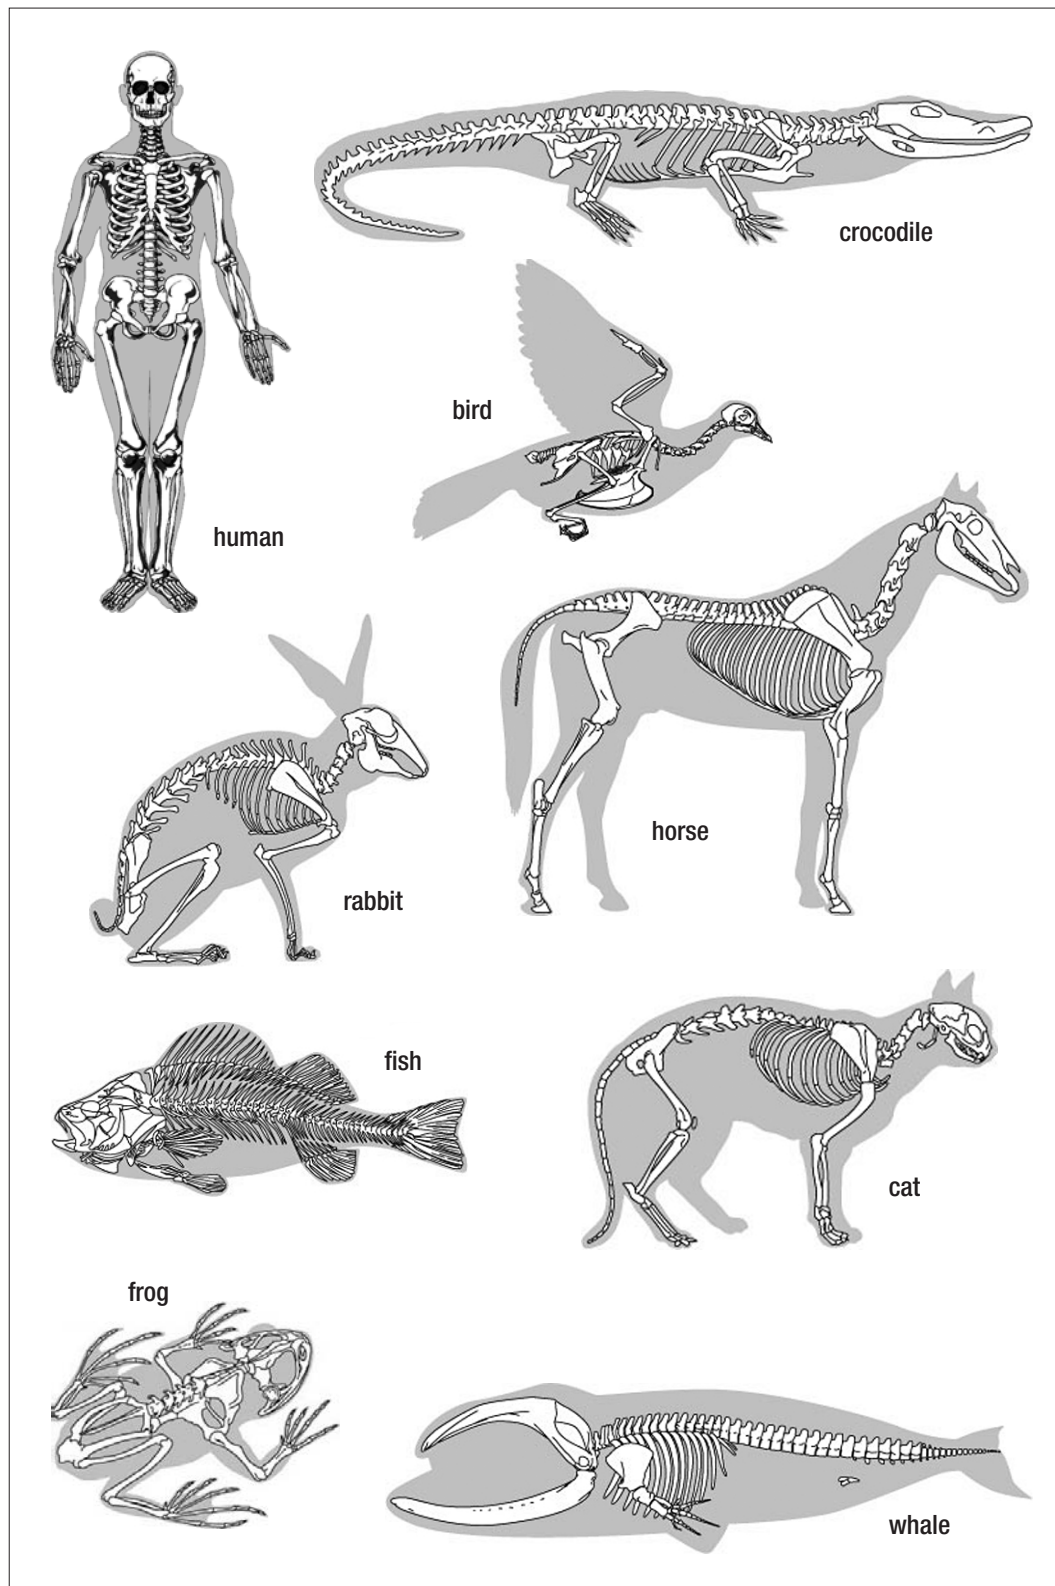 crocodile
bird
human
horse
rabbit
fish
cat
frog
whale